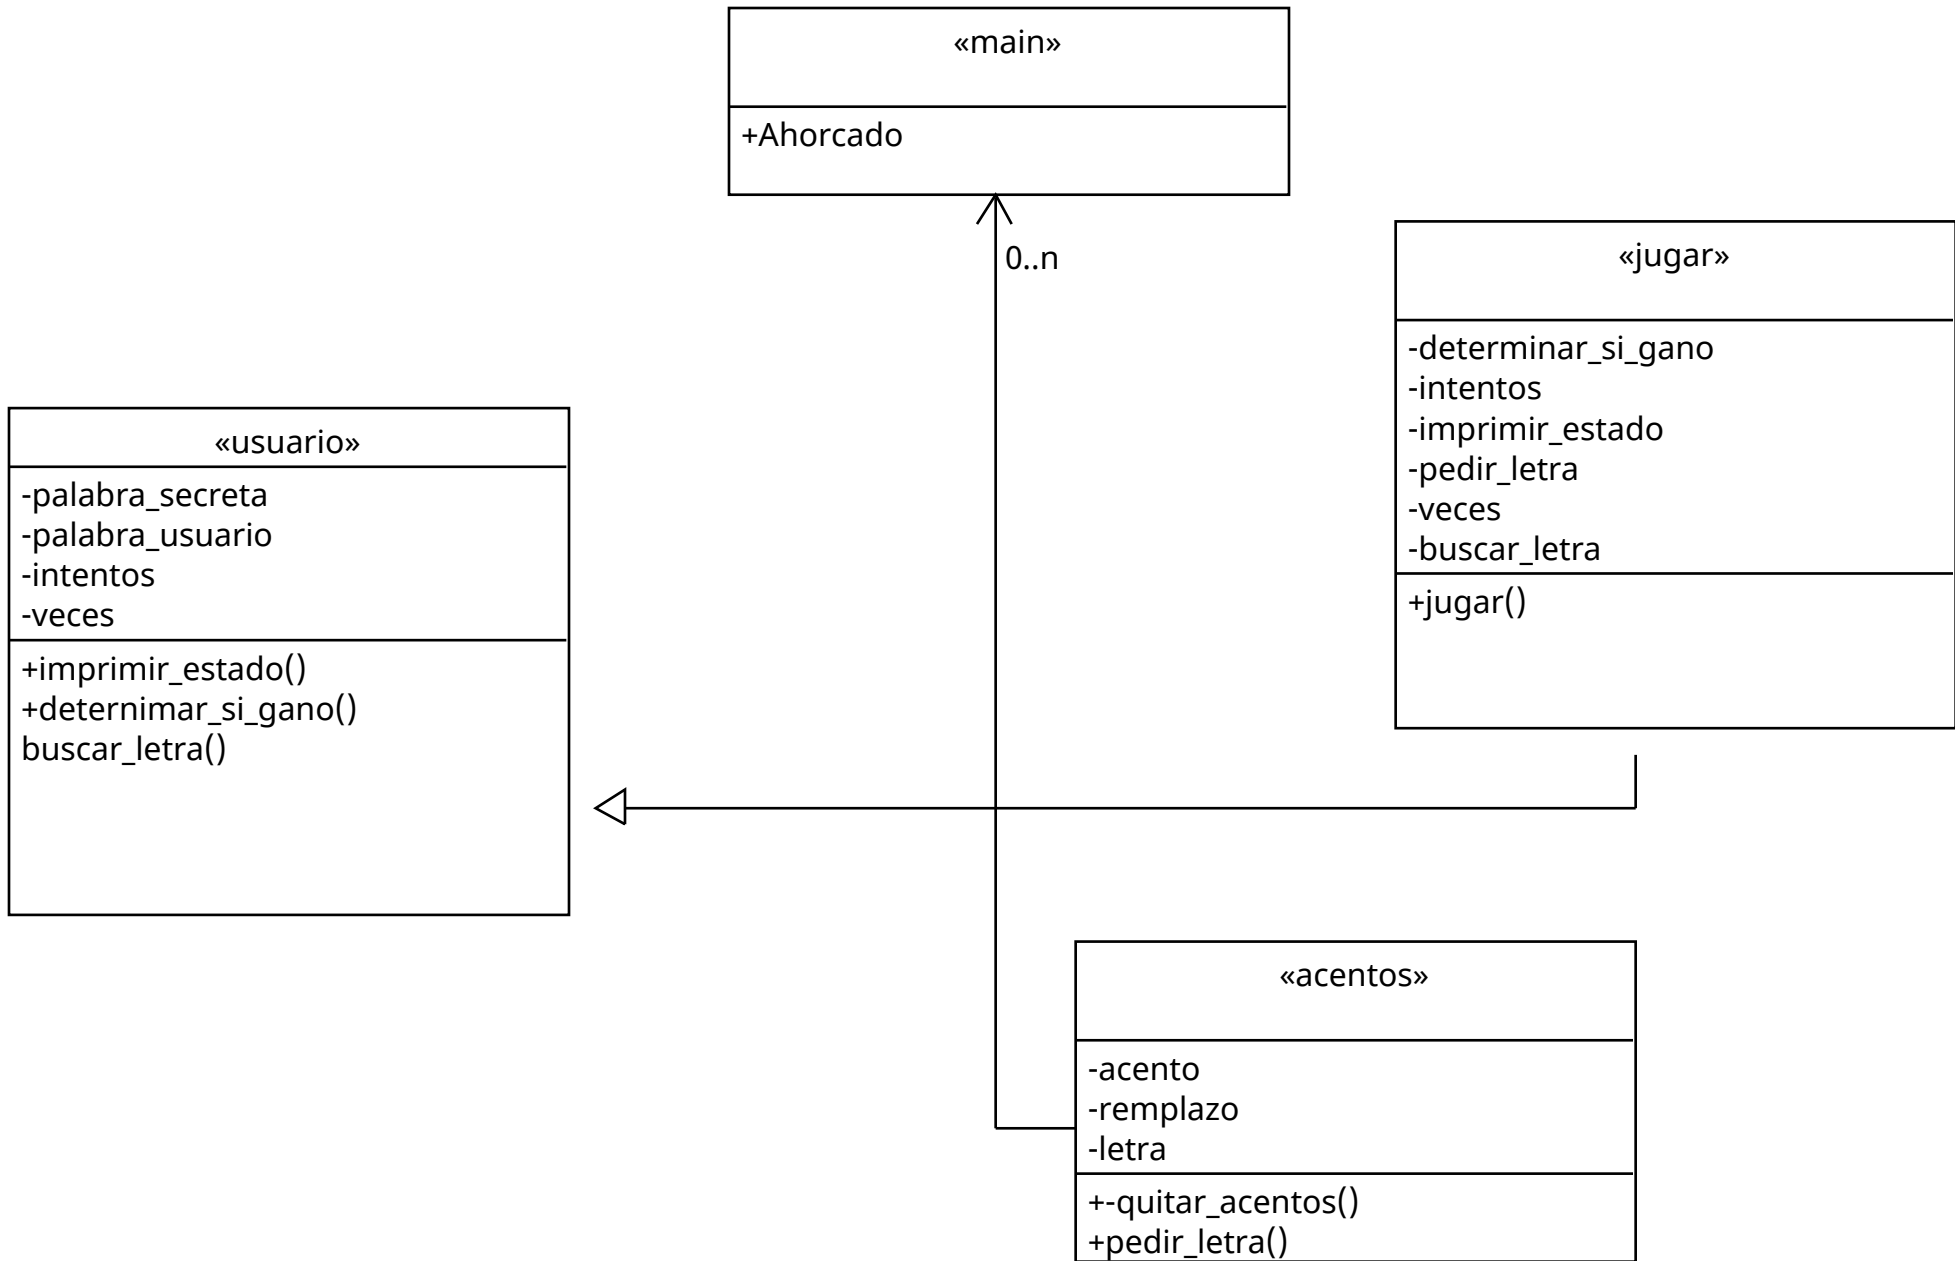 «main»
+Ahorcado
0..n
«jugar»
-determinar_si_gano
-intentos
-imprimir_estado
-pedir_letra
-veces
-buscar_letra
+jugar()
«usuario»
-palabra_secreta
-palabra_usuario
-intentos
-veces
+imprimir_estado()
+deternimar_si_gano()
buscar_letra()
«acentos»
-acento
-remplazo
-letra
+-quitar_acentos()
+pedir_letra()